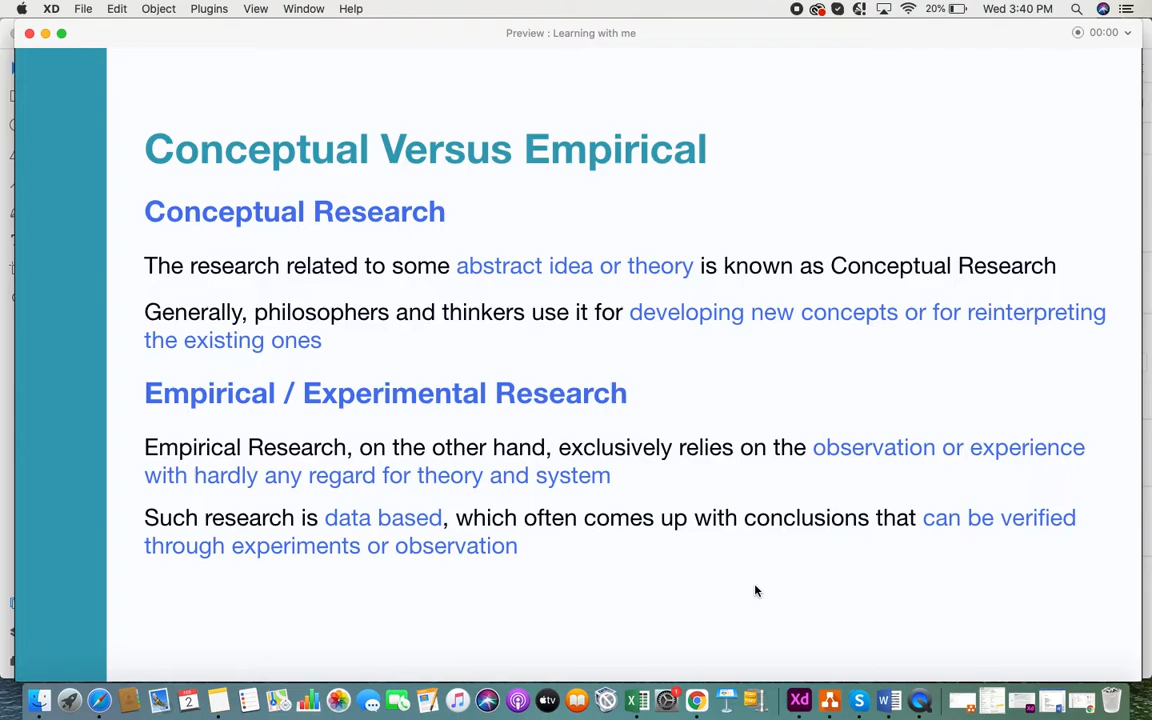 XD File Edit Object Plugins View Window Help 20% Wed 3:40 PM
Preview : Learning with me 00:00
Conceptual Versus Empirical
Conceptual Research
The research related to some abstract idea or theory is known as Conceptual Research
Generally, philosophers and thinkers use it for developing new concepts or for reinterpreting
the existing ones
Empirical / Experimental Research
Empirical Research, on the other hand, exclusively relies on the observation or experience
with hardly any regard for theory and system
Such research is data based, which often comes up with conclusions that can be verified
through experiments or observation
2 tv 1 Xd S W